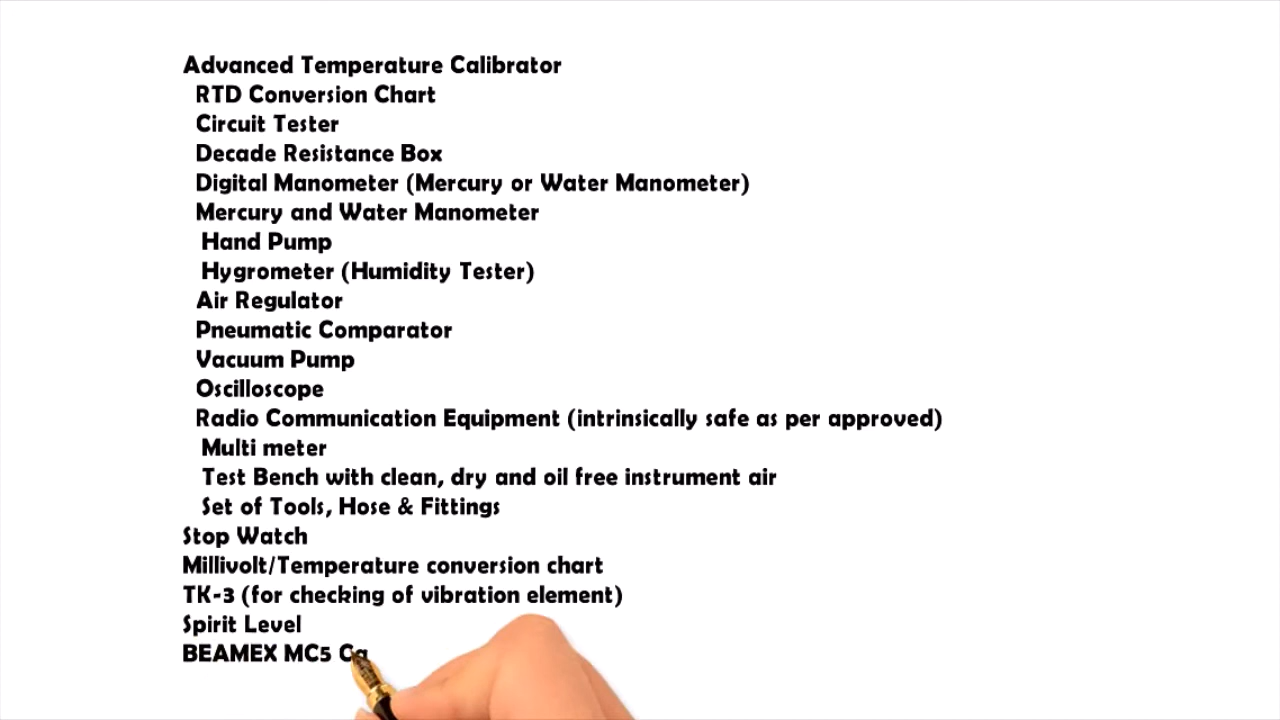 Advanced Temperature Calibrator
RTD Conversion Chart
Circuit Tester
Decade Resistance Box
Digital Manometer (Mercury or Water Manometer)
Mercury and Water Manometer
Hand Pump
Hygrometer (Humidity Tester)
Air Regulator
Pneumatic Comparator
Vacuum Pump
Oscilloscope
Radio Communication Equipment (intrinsically safe as per approved)
Multi meter
Test Bench with clean, dry and oil free instrument air
Set of Tools, Hose & Fittings
Stop Watch
Millivolt/Temperature conversion chart
TK-3 (for checking of vibration element)
Spirit Level
BEAMEX MC5 Ca